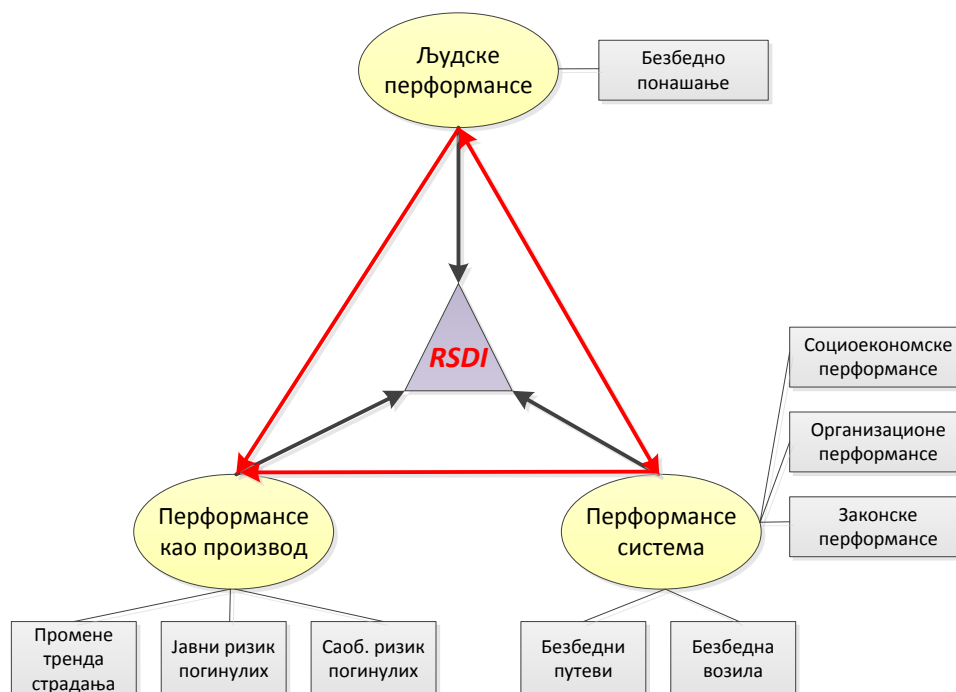 Људске
перформансе
Безбедно
понашање
RSDI
Социоекономске
перформансе
Организационе
перформансе
Законске
перформансе
Перформансе
као производ
Перформансе
система
Промене
тренда
страдања
Јавни ризик
погинулих
Саоб. ризик
погинулих
Безбедни
путеви
Безбедна
возила